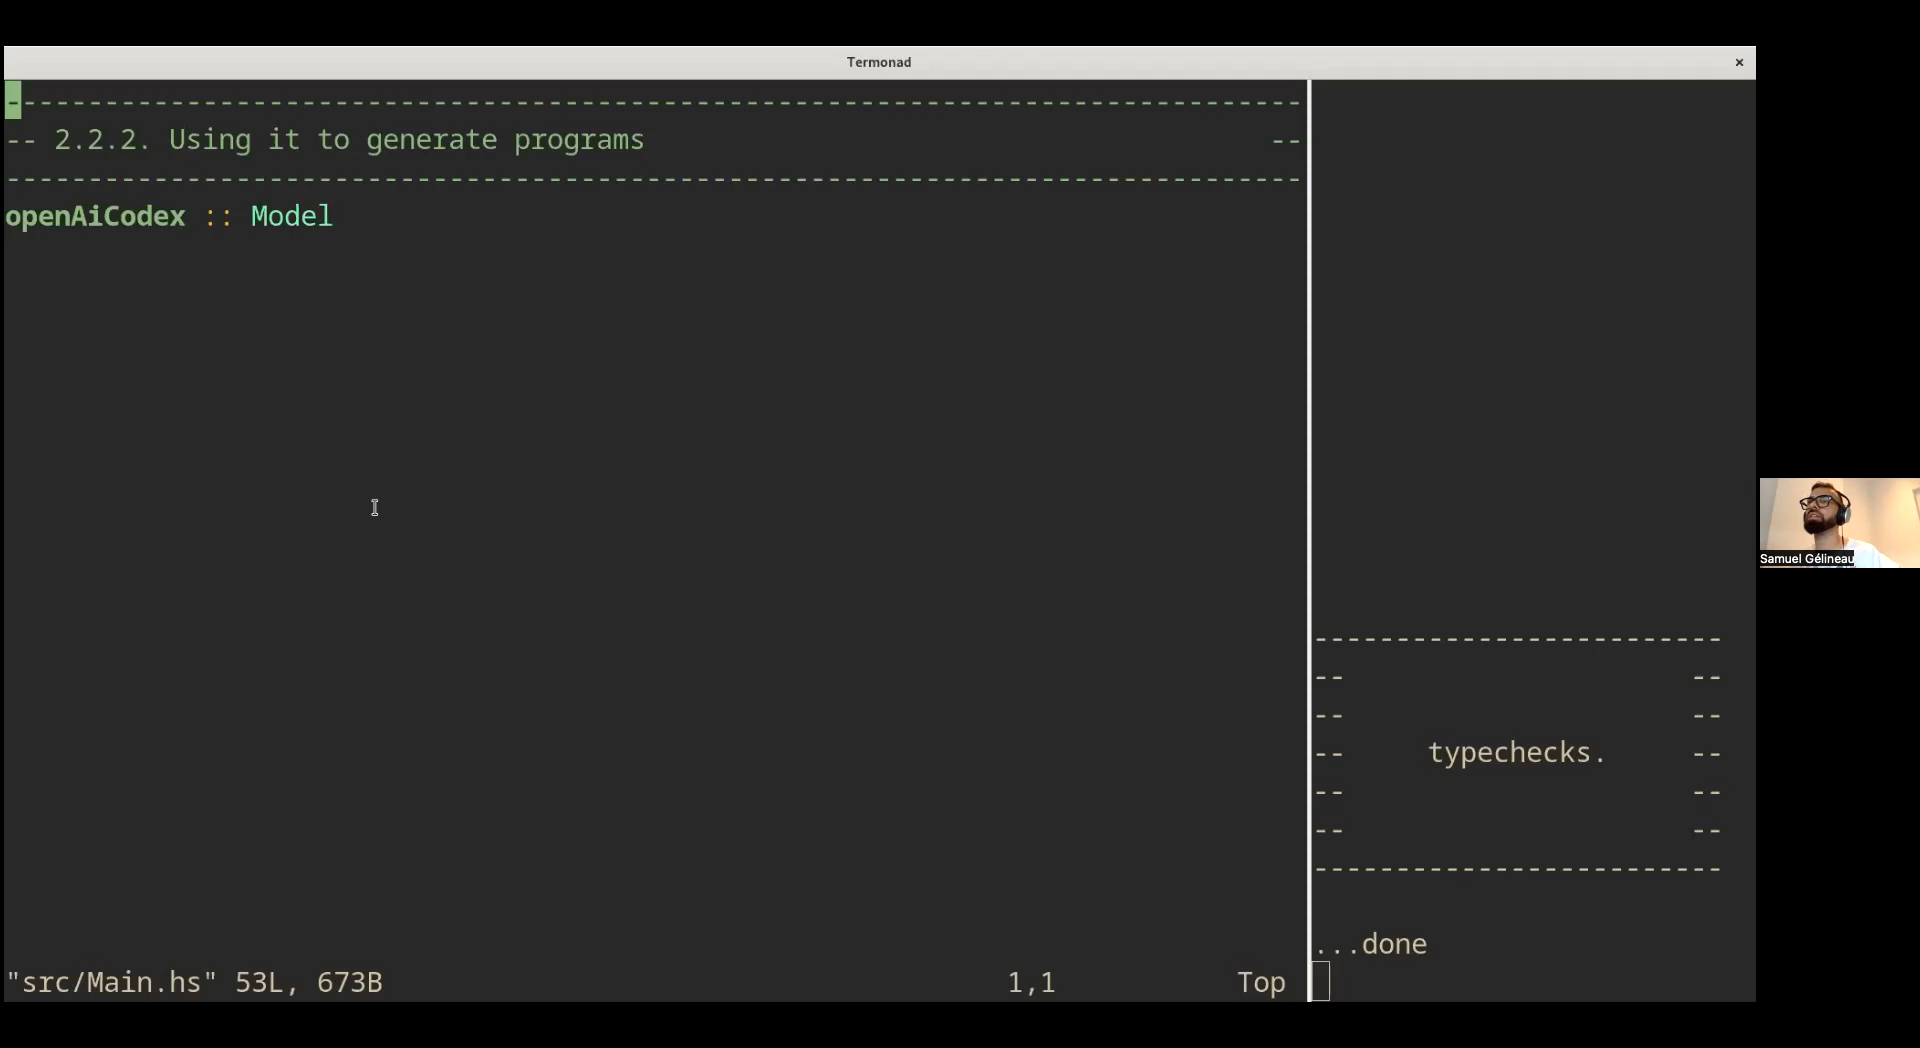 Termonad ×
--------------------------------------------------------------------------------
-- 2.2.2. Using it to generate programs --
--------------------------------------------------------------------------------
openAiCodex :: Model
"src/Main.hs" 53L, 673B 1,1 Top
-------------------------
-- --
-- --
-- typechecks. --
-- --
-- --
-------------------------
...done
Samuel Gélineau